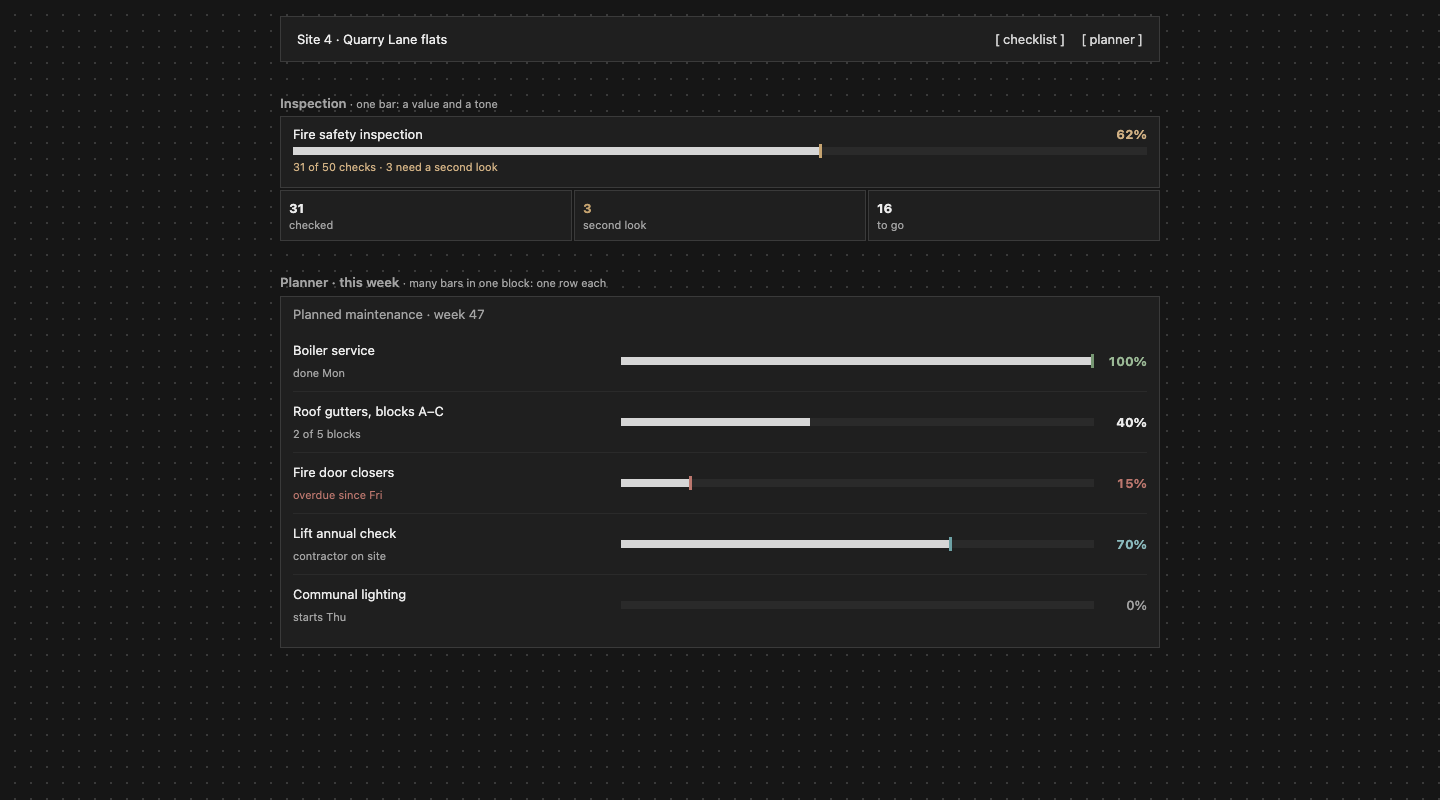 Site 4 · Quarry Lane flats [ checklist ] [ planner ]
Inspection · one bar: a value and a tone
Fire safety inspection 62%
31 of 50 checks · 3 need a second look
31 3 16
checked second look to go
Planner · this week · many bars in one block: one row each
Planned maintenance · week 47
Boiler service
done Mon 100%
Roof gutters, blocks A–C
2 of 5 blocks 40%
Fire door closers
overdue since Fri 15%
Lift annual check
contractor on site 70%
Communal lighting
starts Thu 0%